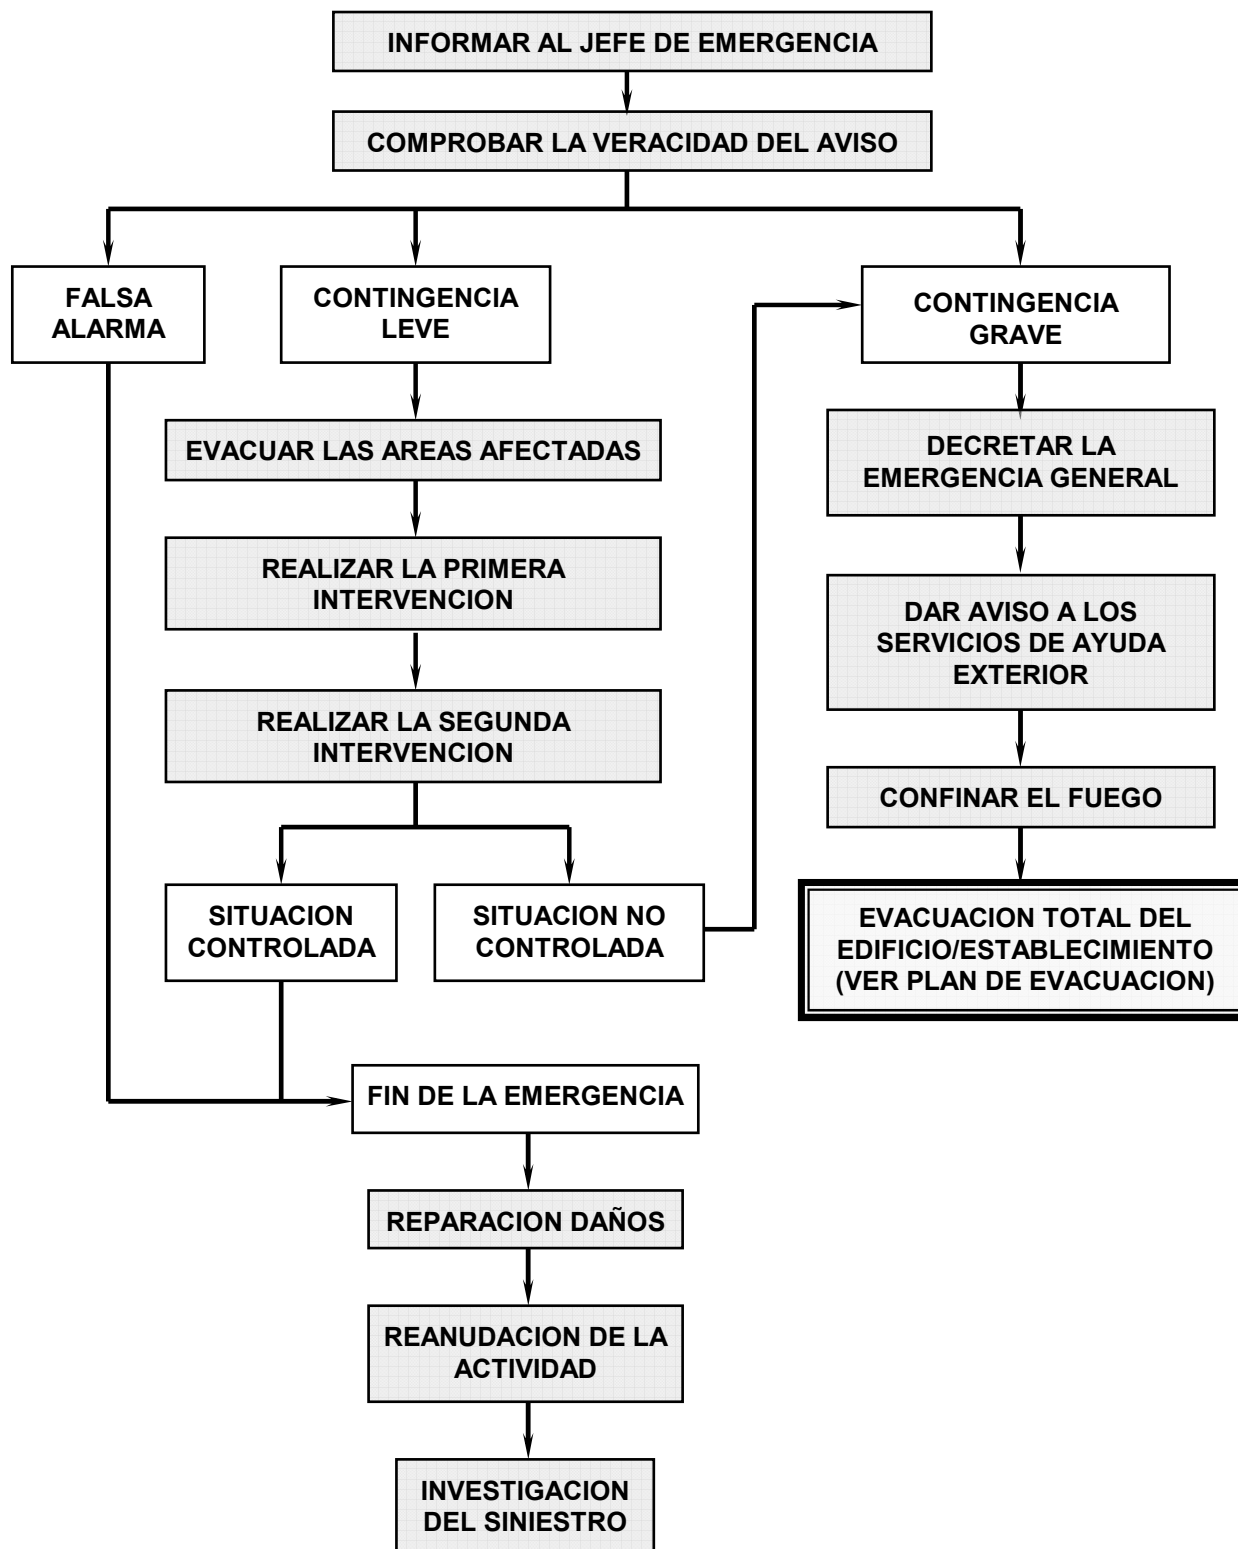 INFORMAR AL JEFE DE EMERGENCIA
COMPROBAR LA VERACIDAD DEL AVISO
FALSA
ALARMA
CONTINGENCIA
LEVE
CONTINGENCIA
GRAVE
EVACUAR LAS AREAS AFECTADAS
DECRETAR LA
EMERGENCIA GENERAL
REALIZAR LA PRIMERA
INTERVENCION
DAR AVISO A LOS
SERVICIOS DE AYUDA
EXTERIOR
REALIZAR LA SEGUNDA
INTERVENCION
CONFINAR EL FUEGO
SITUACION
CONTROLADA
SITUACION NO
CONTROLADA
EVACUACION TOTAL DEL
EDIFICIO/ESTABLECIMIENTO
(VER PLAN DE EVACUACION)
FIN DE LA EMERGENCIA
REPARACION DAÑOS
REANUDACION DE LA
ACTIVIDAD
INVESTIGACION
DEL SINIESTRO